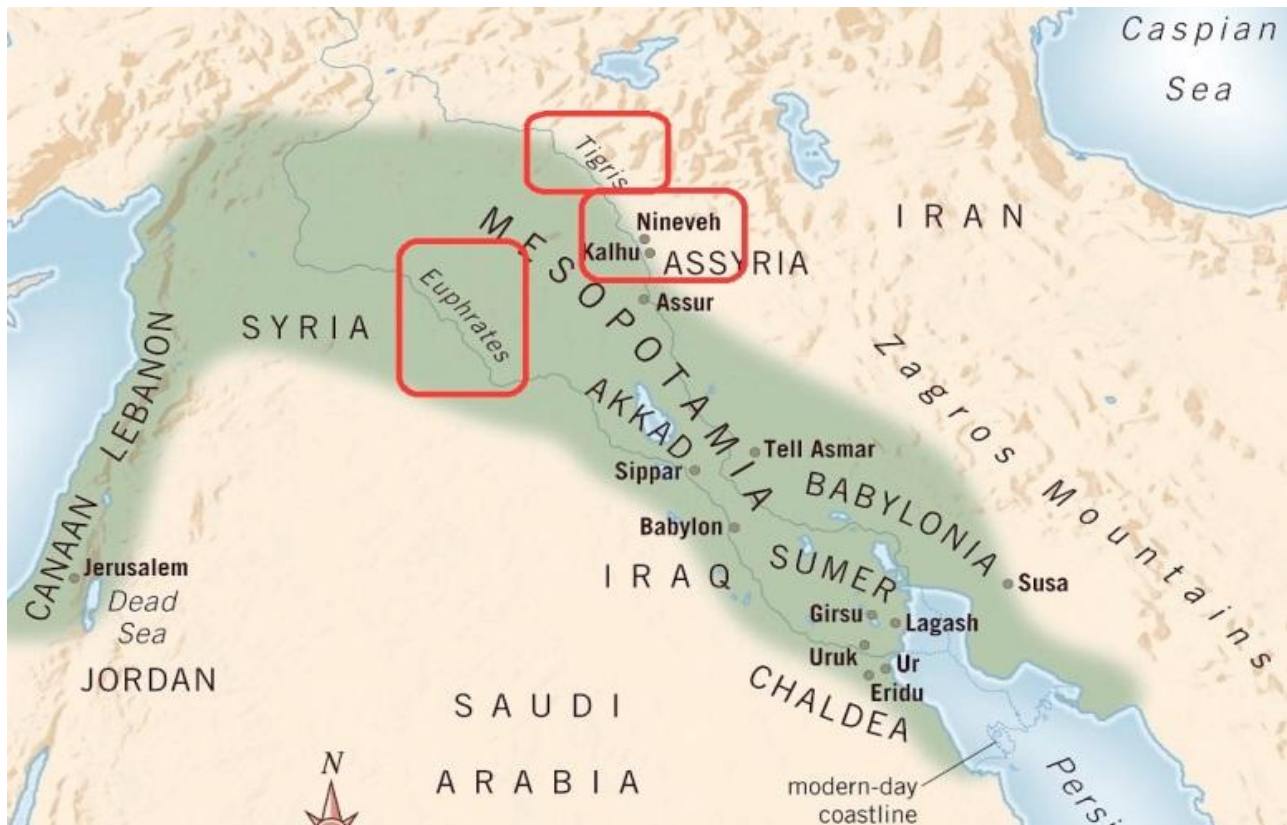 Caspian
Sea
Tigris
Nineveh
Kalhu
ASSYRIA
IRAN
Assur
MESOPOTAMIA
Euphrates
SYRIA
LEBANON
CANAAN
Zagros Mountains
AKKAD
Tell Asmar
Sippar
BABYLONIA
Babylon
IRAQ
SUMER
Susa
Jerusalem
Dead
Sea
JORDAN
Girsu
Lagash
Uruk
Ur
Eridu
CHALDEA
SAUDI
ARABIA
N
modern-day
coastline
Persi